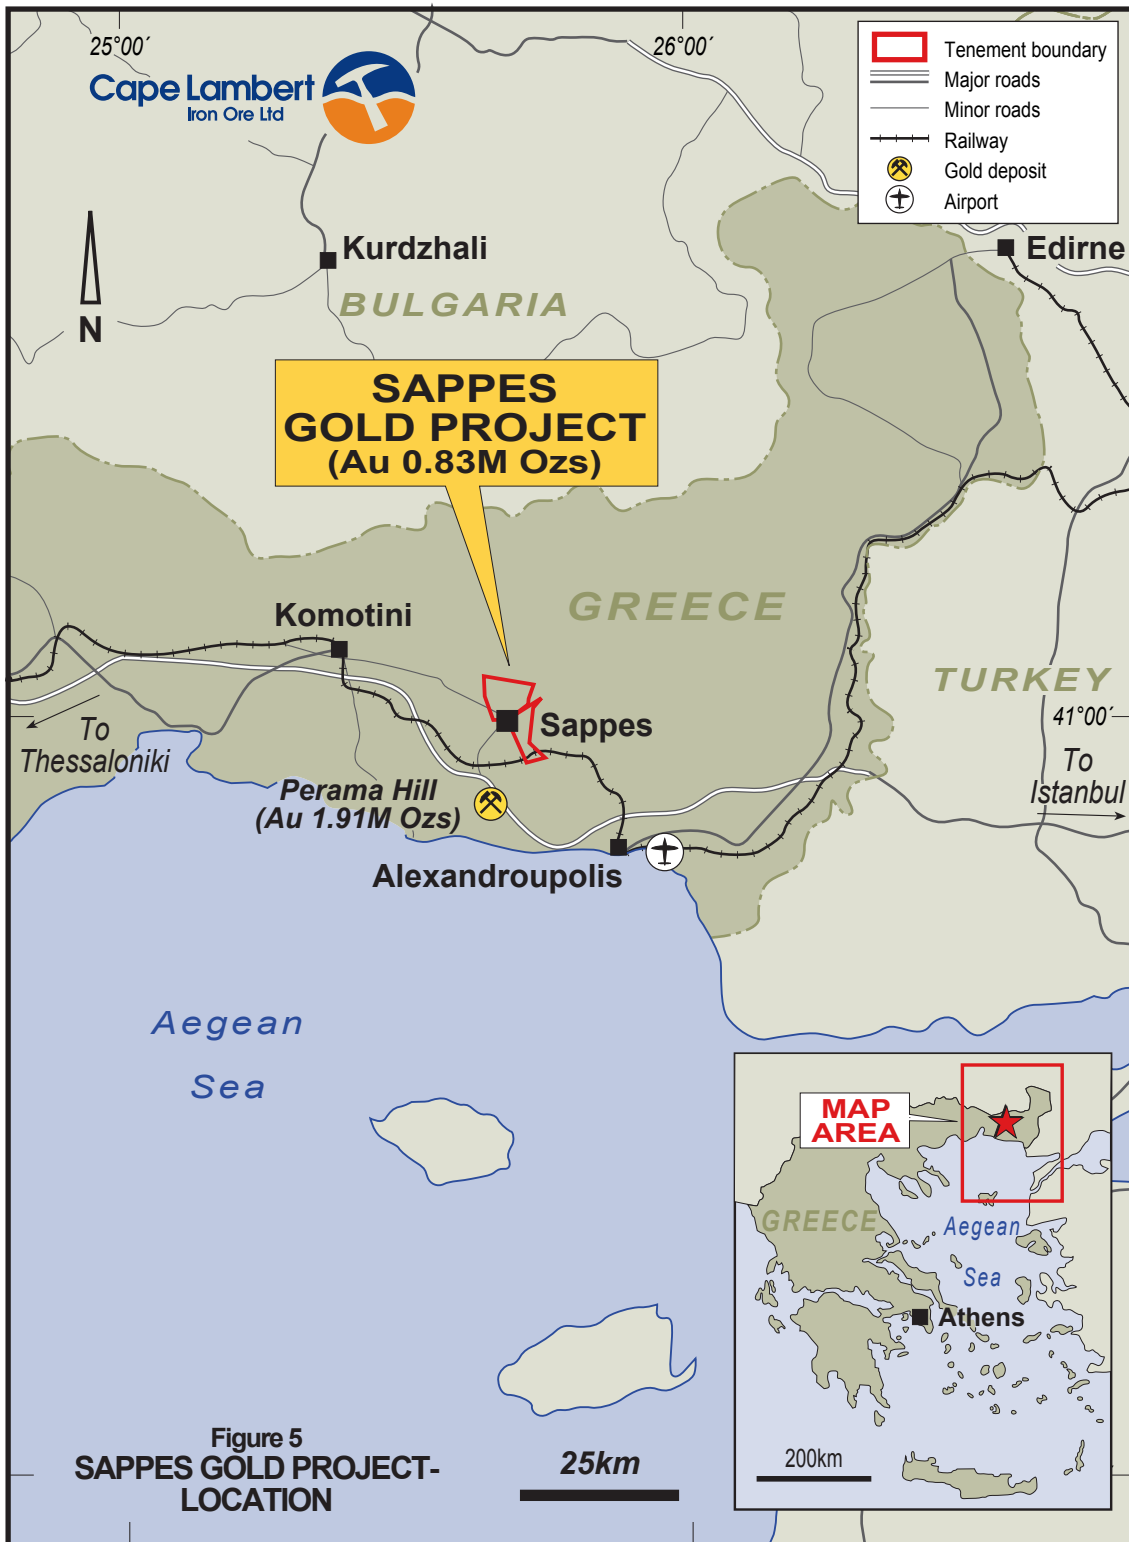 25°00´
26°00´
Cape Lambert
Iron Ore Ltd
Tenement boundary
Major roads
Minor roads
Railway
Gold deposit
Airport
N
Kurdzhali
BULGARIA
Edirne
SAPPES
GOLD PROJECT
(Au 0.83M Ozs)
GREECE
Komotini
TURKEY
Sappes
41°00´
To
Thessaloniki
To
Istanbul
Perama Hill
(Au 1.91M Ozs)
Alexandroupolis
Aegean
Sea
MAP
AREA
GREECE
Aegean
Sea
Athens
200km
Figure 5
SAPPES GOLD PROJECT-
LOCATION
25km